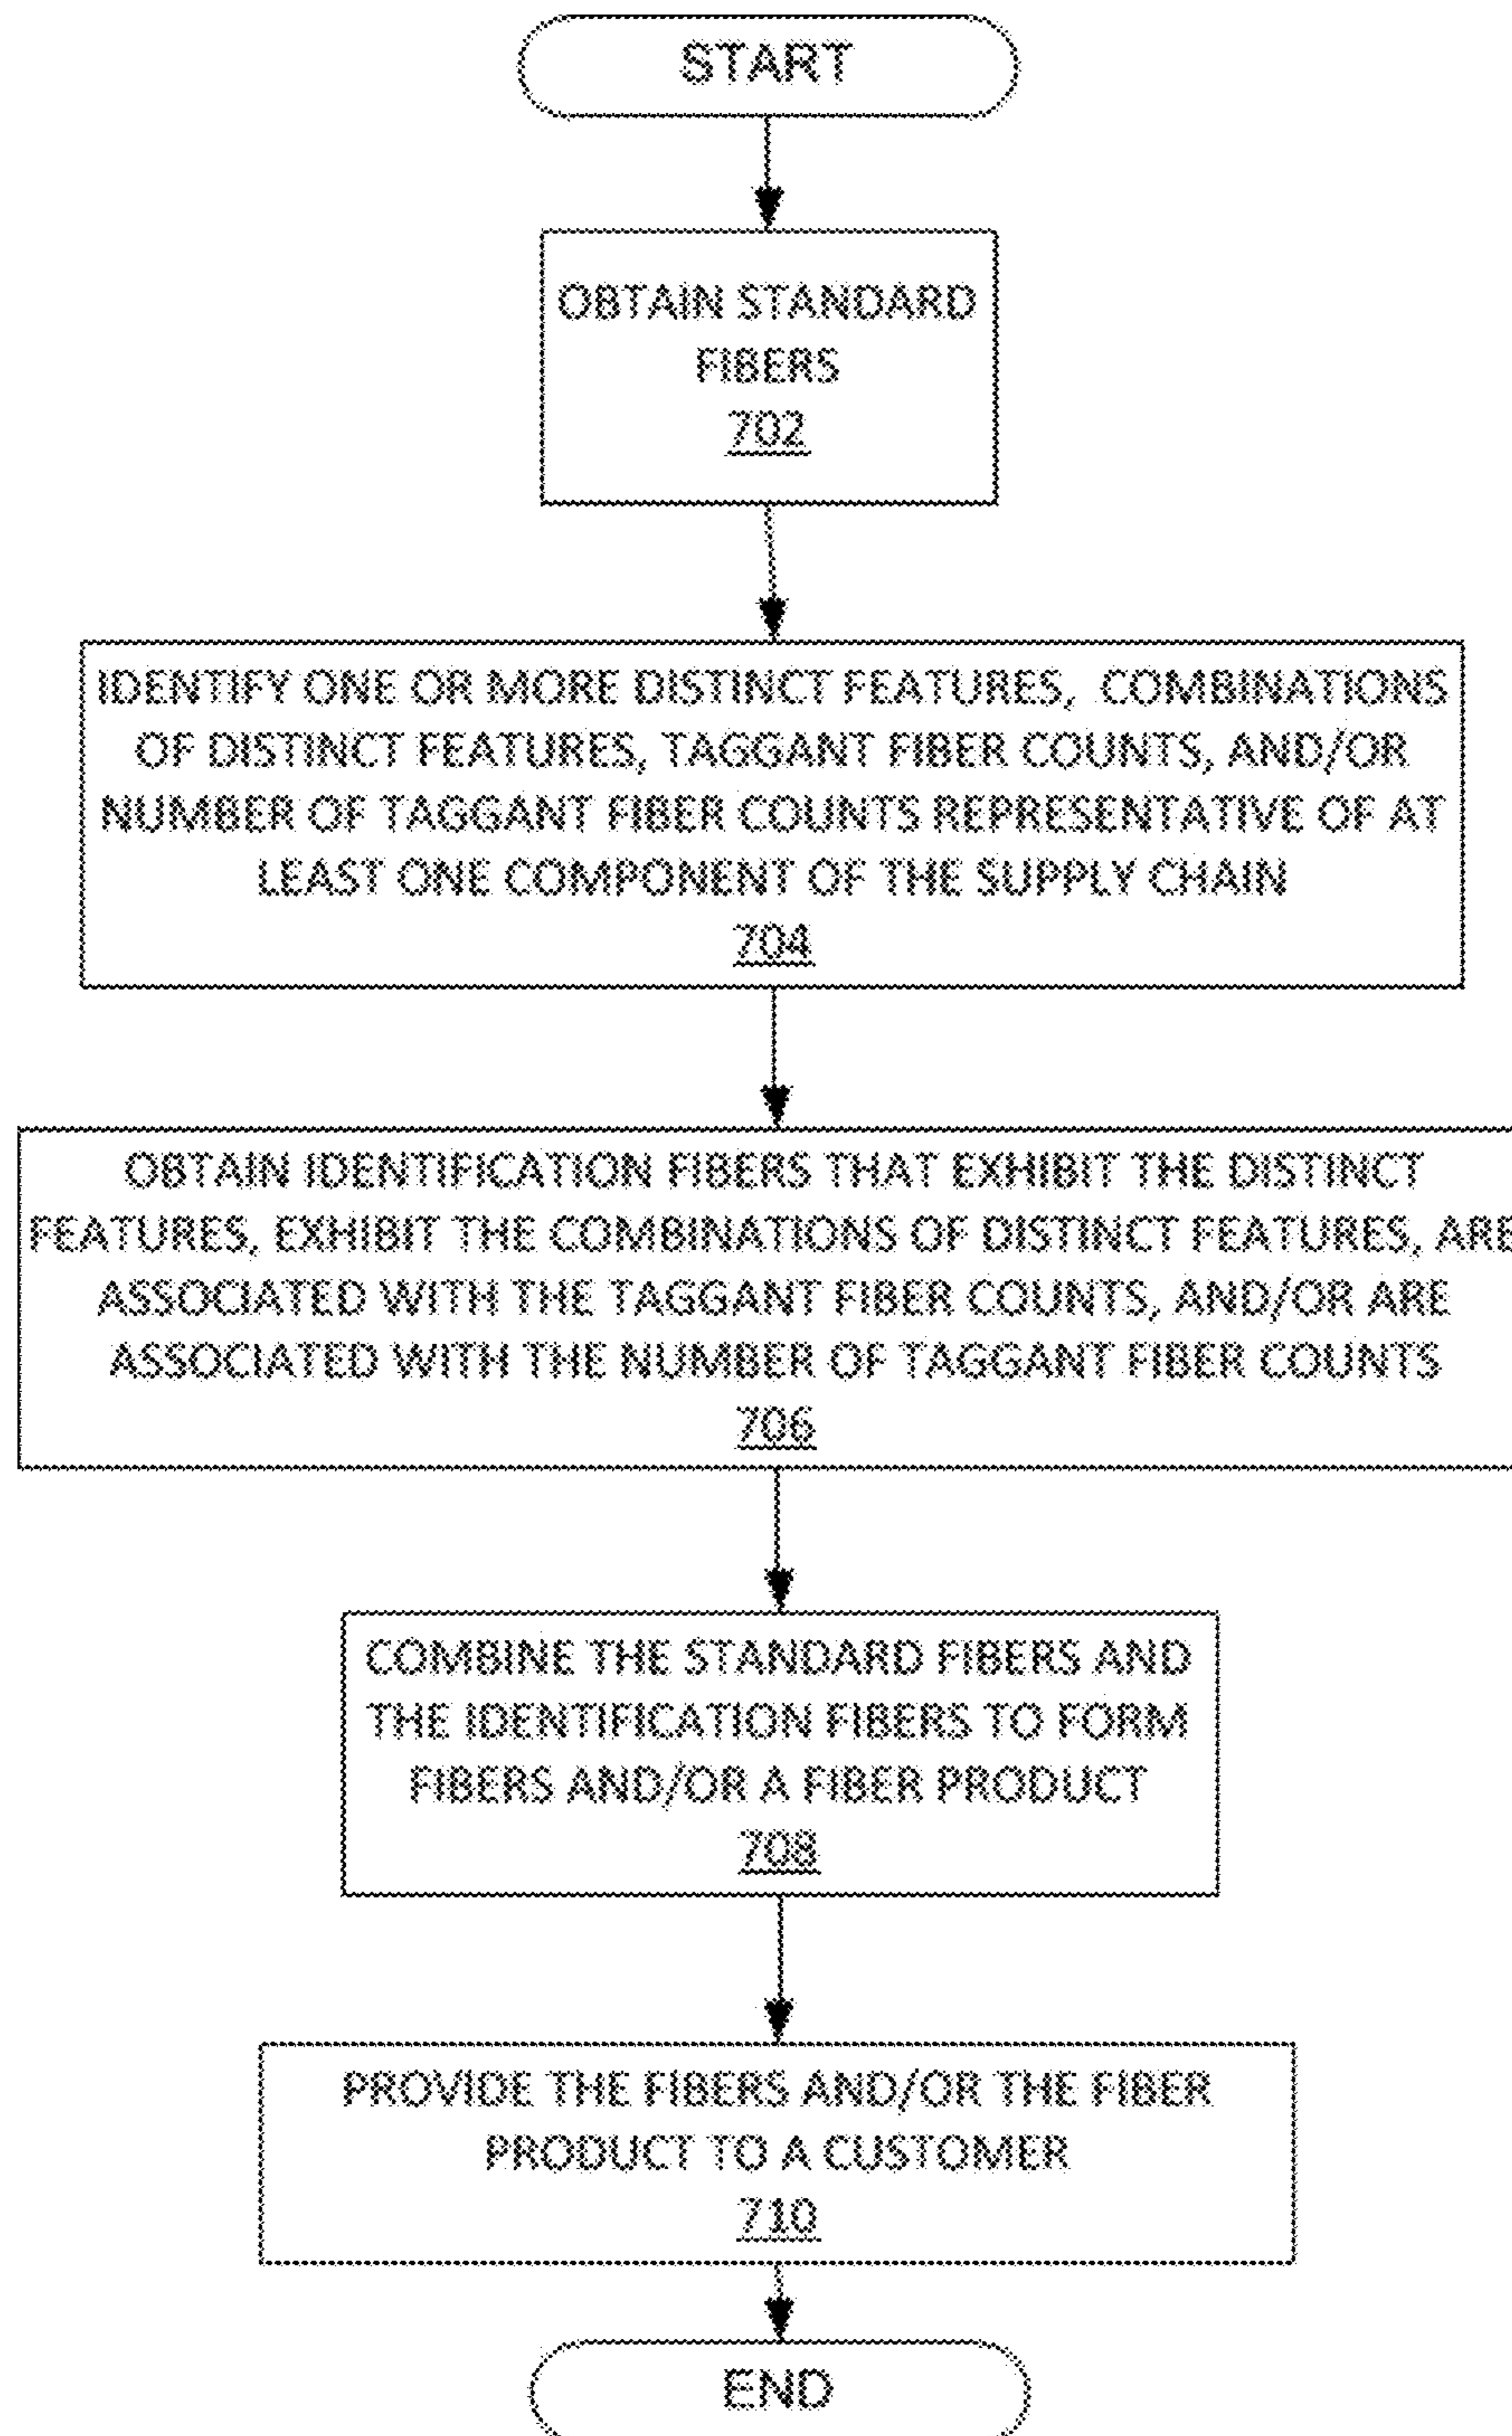 START
OBTAIN STANDARD
FIBERS
702
IDENTIFY ONE OR MORE DISTINCT FEATURES, COMBINATIONS
OF DISTINCT FEATURES, TAGGANT FIBER COUNTS, AND/OR
NUMBER OF TAGGANT FIBER COUNTS REPRESENTATIVE OF AT
LEAST ONE COMPONENT OF THE SUPPLY CHAIN
704
OBTAIN IDENTIFICATION FIBERS THAT EXHIBIT THE DISTINCT
FEATURES, EXHIBIT THE COMBINATIONS OF DISTINCT FEATURES, ARE
ASSOCIATED WITH THE TAGGANT FIBER COUNTS, AND/OR ARE
ASSOCIATED WITH THE NUMBER OF TAGGANT FIBER COUNTS
706
COMBINE THE STANDARD FIBERS AND
THE IDENTIFICATION FIBERS TO FORM
FIBERS AND/OR A FIBER PRODUCT
708
PROVIDE THE FIBERS AND/OR THE FIBER
PRODUCT TO A CUSTOMER
710
END